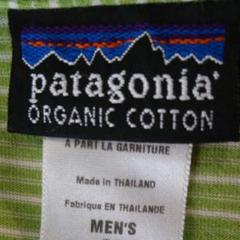 patagonia®
ORGANIC COTTON
A PART LA GARNITURE
Made in THAILAND
Fabriqué EN THAILANDE
MEN'S